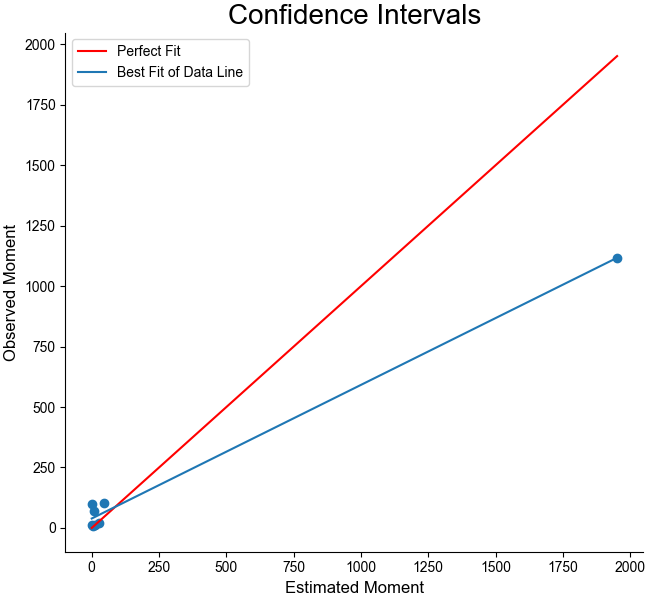 Confidence Intervals
Perfect Fit
Best Fit of Data Line
2000
1750
1500
1250
1000
750
500
250
0
Observed Moment
0 250 500 750 1000 1250 1500 1750 2000
Estimated Moment